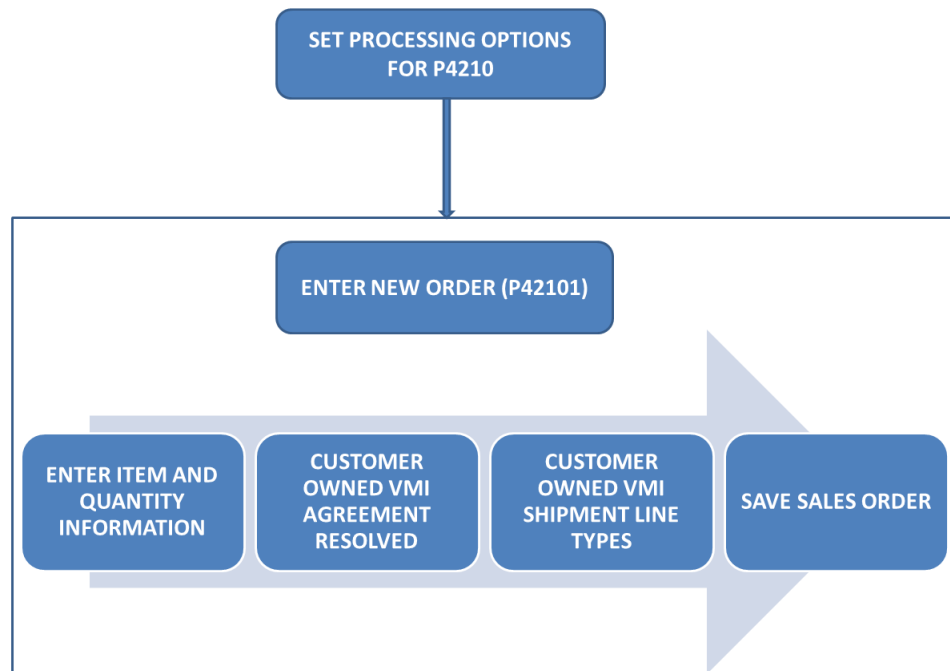 SET PROCESSING OPTIONS
FOR P4210
ENTER NEW ORDER (P42101)
ENTER ITEM AND
QUANTITY
INFORMATION
CUSTOMER
OWNED VMI
AGREEMENT
RESOLVED
CUSTOMER
OWNED VMI
SHIPMENT LINE
TYPES
SAVE SALES ORDER